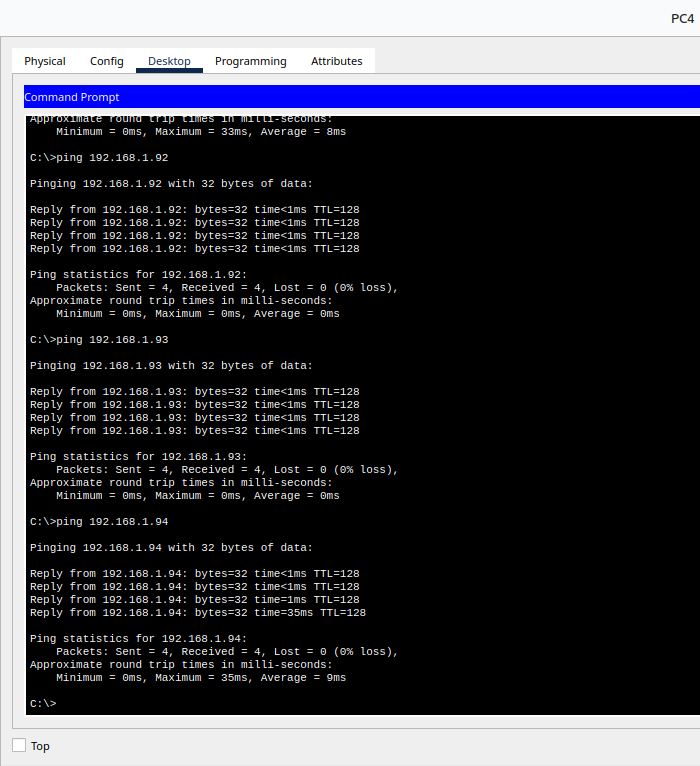 PC4
Physical Config Desktop Programming Attributes
Command Prompt
Approximate round trip times in milli-seconds:
    Minimum = 0ms, Maximum = 33ms, Average = 8ms
C:\>ping 192.168.1.92
Pinging 192.168.1.92 with 32 bytes of data:
Reply from 192.168.1.92: bytes=32 time<1ms TTL=128
Reply from 192.168.1.92: bytes=32 time<1ms TTL=128
Reply from 192.168.1.92: bytes=32 time<1ms TTL=128
Reply from 192.168.1.92: bytes=32 time<1ms TTL=128
Ping statistics for 192.168.1.92:
    Packets: Sent = 4, Received = 4, Lost = 0 (0% loss),
Approximate round trip times in milli-seconds:
    Minimum = 0ms, Maximum = 0ms, Average = 0ms
C:\>ping 192.168.1.93
Pinging 192.168.1.93 with 32 bytes of data:
Reply from 192.168.1.93: bytes=32 time<1ms TTL=128
Reply from 192.168.1.93: bytes=32 time<1ms TTL=128
Reply from 192.168.1.93: bytes=32 time<1ms TTL=128
Reply from 192.168.1.93: bytes=32 time<1ms TTL=128
Ping statistics for 192.168.1.93:
    Packets: Sent = 4, Received = 4, Lost = 0 (0% loss),
Approximate round trip times in milli-seconds:
    Minimum = 0ms, Maximum = 0ms, Average = 0ms
C:\>ping 192.168.1.94
Pinging 192.168.1.94 with 32 bytes of data:
Reply from 192.168.1.94: bytes=32 time<1ms TTL=128
Reply from 192.168.1.94: bytes=32 time<1ms TTL=128
Reply from 192.168.1.94: bytes=32 time=1ms TTL=128
Reply from 192.168.1.94: bytes=32 time=35ms TTL=128
Ping statistics for 192.168.1.94:
    Packets: Sent = 4, Received = 4, Lost = 0 (0% loss),
Approximate round trip times in milli-seconds:
    Minimum = 0ms, Maximum = 35ms, Average = 9ms
C:\>
Top